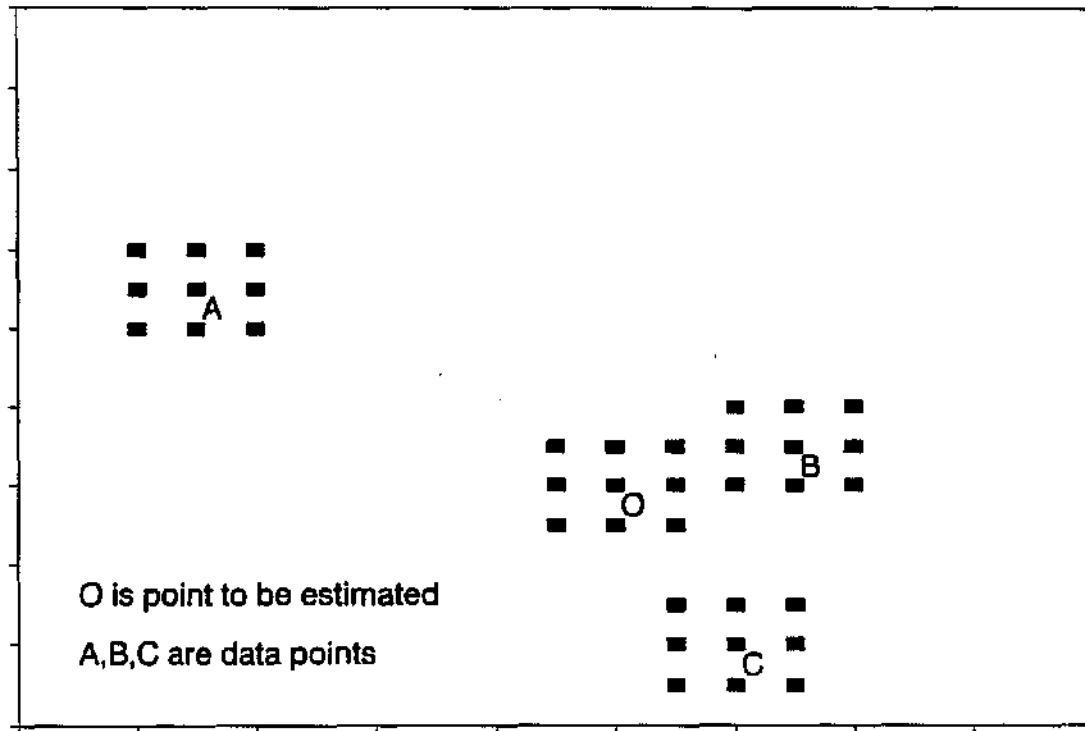 A
B
O
O is point to be estimated
A,B,C are data points
C